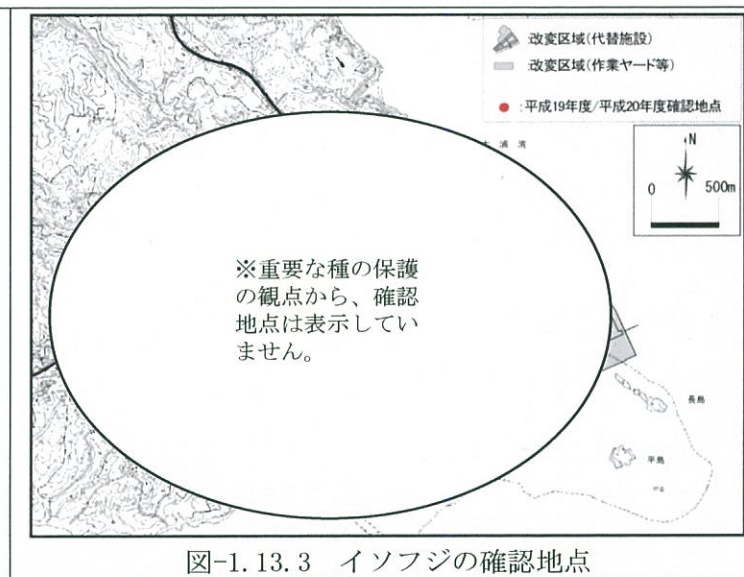 :改変区域(代替施設)
:改変区域(作業ヤード等)
:平成19年度/平成20年度確認地点
浦 湾
N
0 500m
※重要な種の保護
の観点から、確認
地点は表示してい
ません。
長島
平島
図-1.13.3 イソフジの確認地点